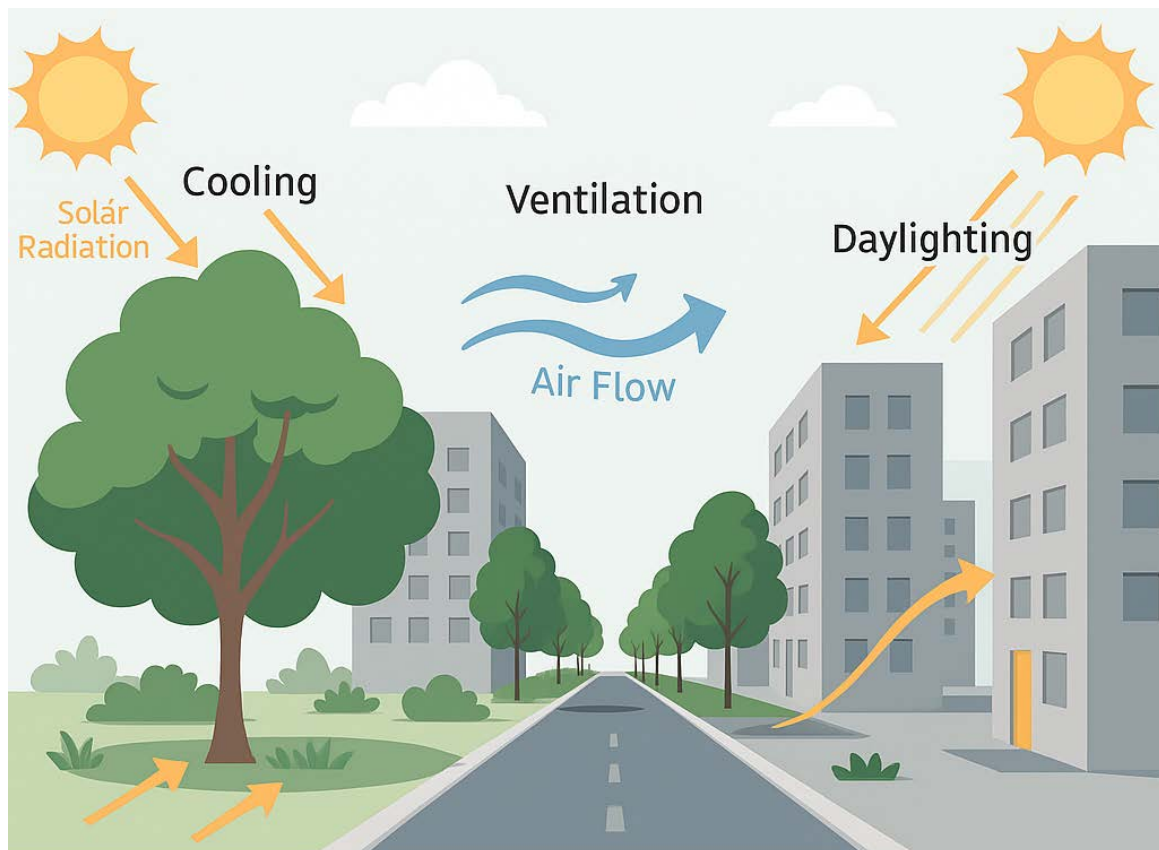 Cooling
Solár
Radiation
Ventilation
Air Flow
Daylighting